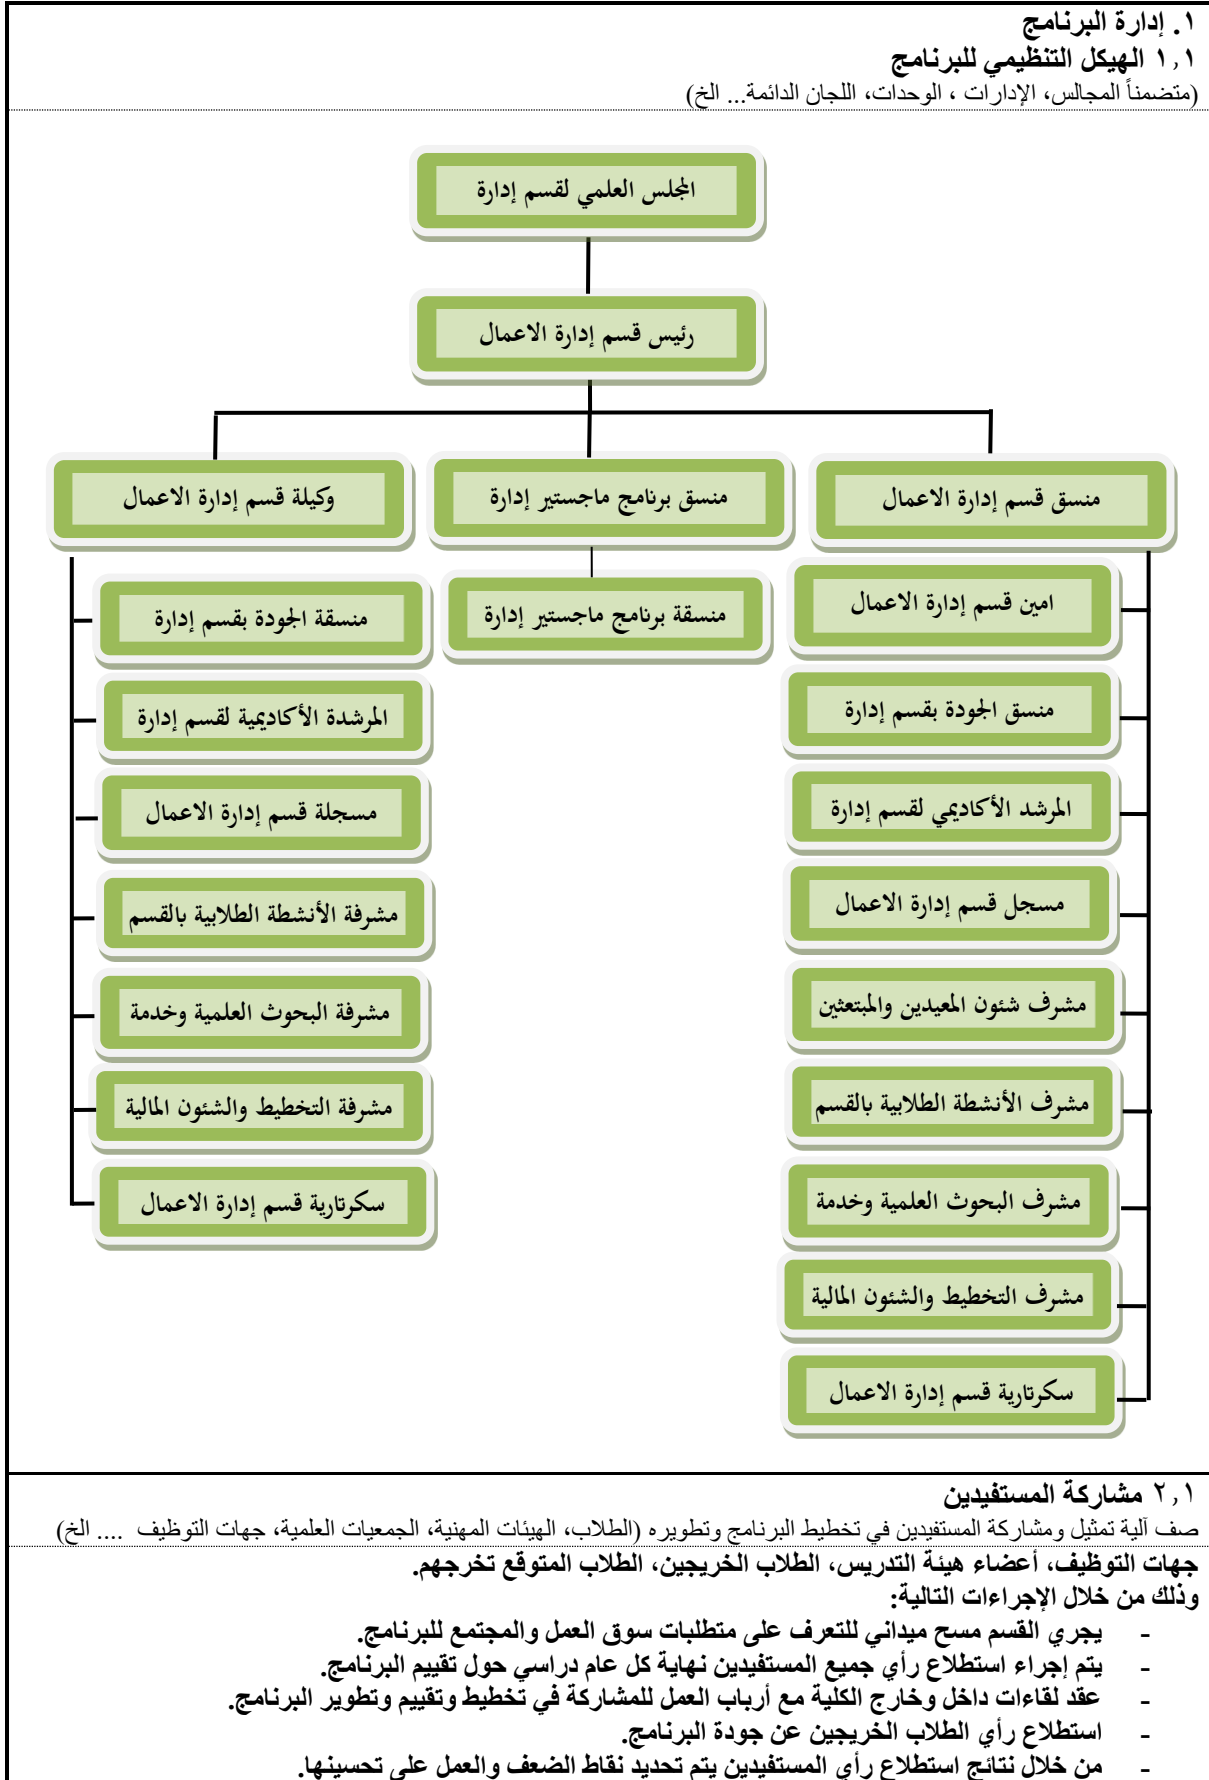 ١. إدارة البرنامج
١,١ الهيكل التنظيمي للبرنامج
(متضمناً المجالس، الإدارات ، الوحدات، اللجان الدائمة... الخ)
المجلس العلمي لقسم إدارة
رئيس قسم إدارة الاعمال
منسق قسم إدارة الاعمال
منسق برنامج ماجستير إدارة
وكيلة قسم إدارة الاعمال
امين قسم إدارة الاعمال
منسق الجودة بقسم إدارة
المرشد الأكاديمي لقسم إدارة
مسجل قسم إدارة الاعمال
مشرف شئون المعيدين والمبتعثين
مشرف الأنشطة الطلابية بالقسم
مشرف البحوث العلمية وخدمة
مشرف التخطيط والشئون المالية
سكرتارية قسم إدارة الاعمال
منسقة برنامج ماجستير إدارة
منسقة الجودة بقسم إدارة
المرشدة الأكاديمية لقسم إدارة
مسجلة قسم إدارة الاعمال
مشرفة الأنشطة الطلابية بالقسم
مشرفة البحوث العلمية وخدمة
مشرفة التخطيط والشئون المالية
سكرتارية قسم إدارة الاعمال
٢,١ مشاركة المستفيدين
صف آلية تمثيل ومشاركة المستفيدين في تخطيط البرنامج وتطويره (الطلاب، الهيئات المهنية، الجمعيات العلمية، جهات التوظيف .... الخ)
جهات التوظيف، أعضاء هيئة التدريس، الطلاب الخريجين، الطلاب المتوقع تخرجهم.
وذلك من خلال الإجراءات التالية:
- يجري القسم مسح ميداني للتعرف على متطلبات سوق العمل والمجتمع للبرنامج.
- يتم إجراء استطلاع رأي جميع المستفيدين نهاية كل عام دراسي حول تقييم البرنامج.
- عقد لقاءات داخل وخارج الكلية مع أرباب العمل للمشاركة في تخطيط وتقييم وتطوير البرنامج.
- استطلاع رأي الطلاب الخريجين عن جودة البرنامج.
- من خلال نتائج استطلاع رأي المستفيدين يتم تحديد نقاط الضعف والعمل على تحسينها.